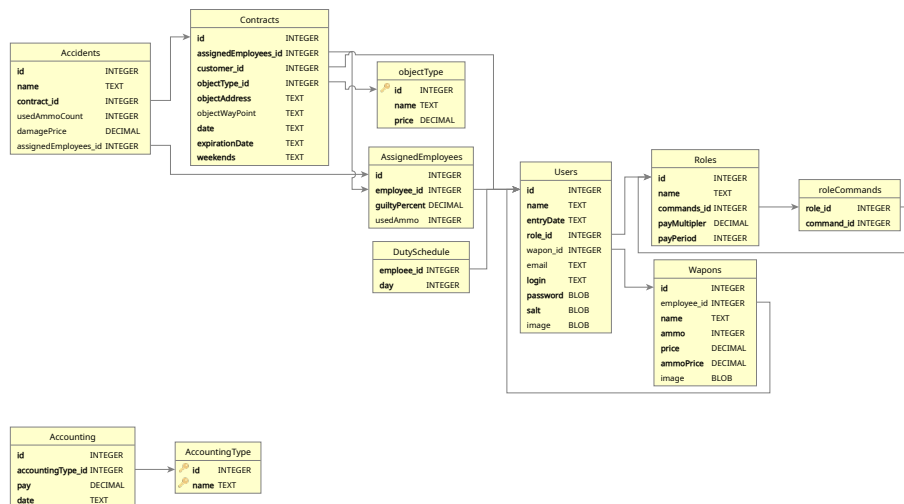 Accidents
id INTEGER
name TEXT
contract_id INTEGER
usedAmmoCount INTEGER
damagePrice DECIMAL
assignedEmployees_id INTEGER
Contracts
id INTEGER
assignedEmployees_id INTEGER
customer_id INTEGER
objectType_id INTEGER
objectAddress TEXT
objectWayPoint TEXT
date TEXT
expirationDate TEXT
weekends TEXT
objectType
id INTEGER
name TEXT
price DECIMAL
AssignedEmployees
id INTEGER
employee_id INTEGER
guiltyPercent DECIMAL
usedAmmo INTEGER
DutySchedule
emploee_id INTEGER
day INTEGER
Users
id INTEGER
name TEXT
entryDate TEXT
role_id INTEGER
wapon_id INTEGER
email TEXT
login TEXT
password BLOB
salt BLOB
image BLOB
Roles
id INTEGER
name TEXT
commands_id INTEGER
payMultipler DECIMAL
payPeriod INTEGER
roleCommands
role_id INTEGER
command_id INTEGER
Wapons
id INTEGER
employee_id INTEGER
name TEXT
ammo INTEGER
price DECIMAL
ammoPrice DECIMAL
image BLOB
Accounting
id INTEGER
accountingType_id INTEGER
pay DECIMAL
date TEXT
AccountingType
id INTEGER
name TEXT